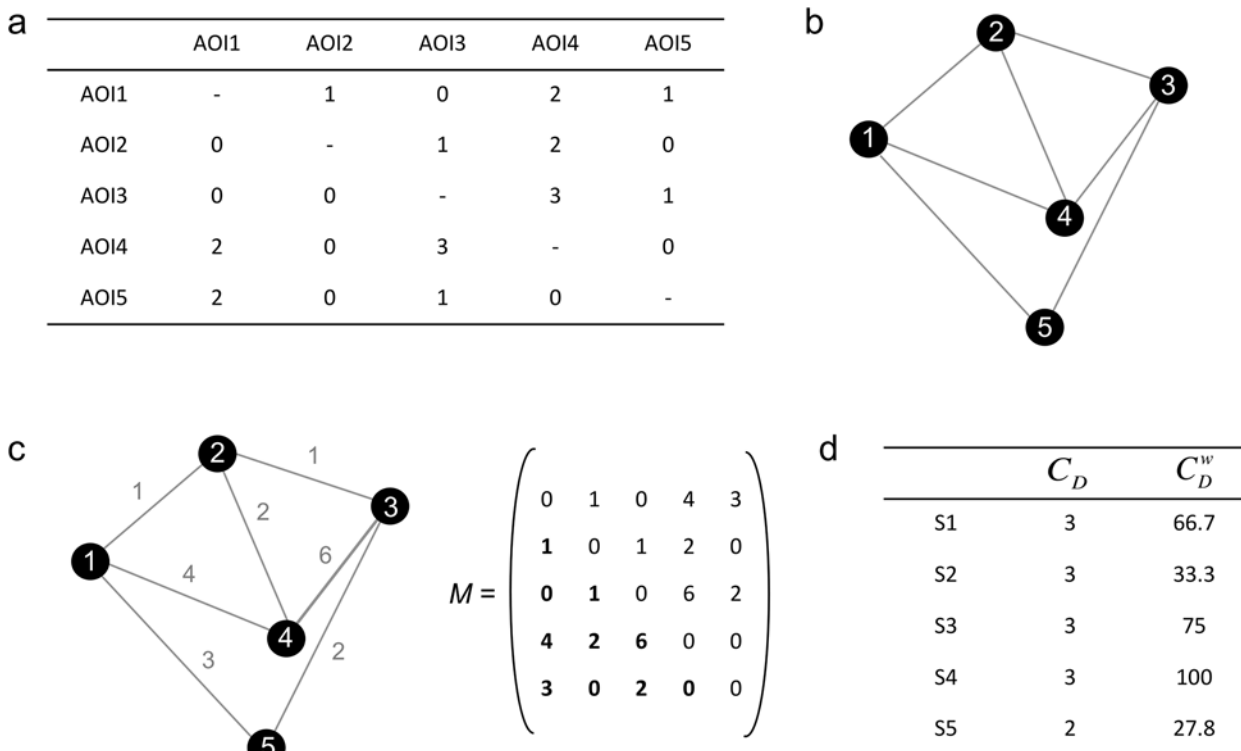 a
AOI1 AOI2 AOI3 AOI4 AOI5
AOI1 - 1 0 2 1
AOI2 0 - 1 2 0
AOI3 0 0 - 3 1
AOI4 2 0 3 - 0
AOI5 2 0 1 0 -
b
2
3
1
4
5
c
2
1
3
1
2
6
1
4
4
3
2
5
M =
0 1 0 4 3
1 0 1 2 0
0 1 0 6 2
4 2 6 0 0
3 0 2 0 0
d
C_D C_D^w
S1 3 66.7
S2 3 33.3
S3 3 75
S4 3 100
S5 2 27.8